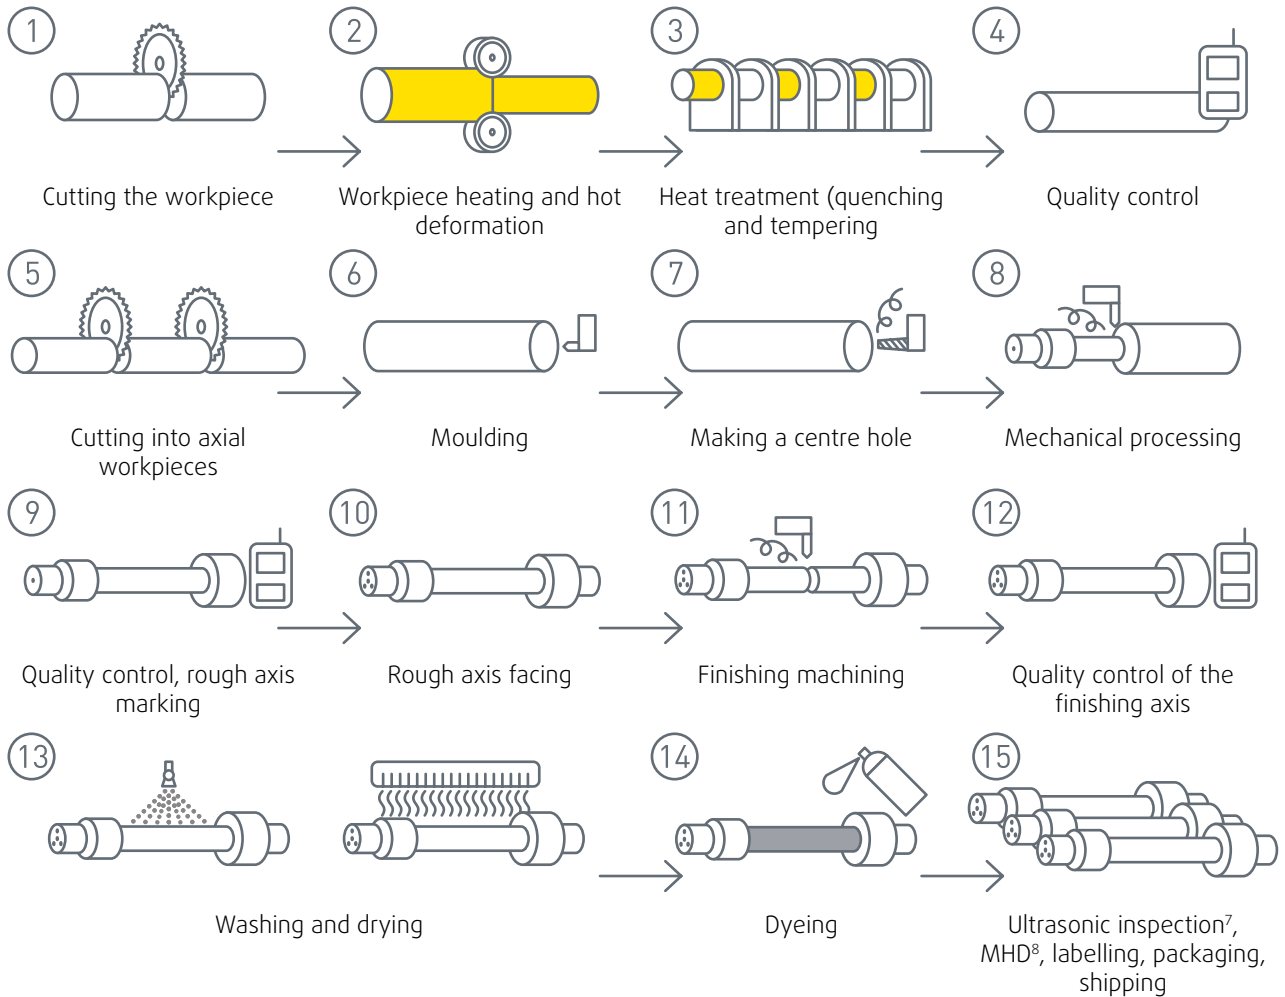 1
2
3
4
Cutting the workpiece
Workpiece heating and hot
deformation
Heat treatment (quenching
and tempering
Quality control
5
6
7
8
Cutting into axial
workpieces
Moulding
Making a centre hole
Mechanical processing
9
10
11
12
Quality control, rough axis
marking
Rough axis facing
Finishing machining
Quality control of the
finishing axis
13
14
15
Washing and drying
Dyeing
Ultrasonic inspection⁷,
MHD⁸, labelling, packaging,
shipping